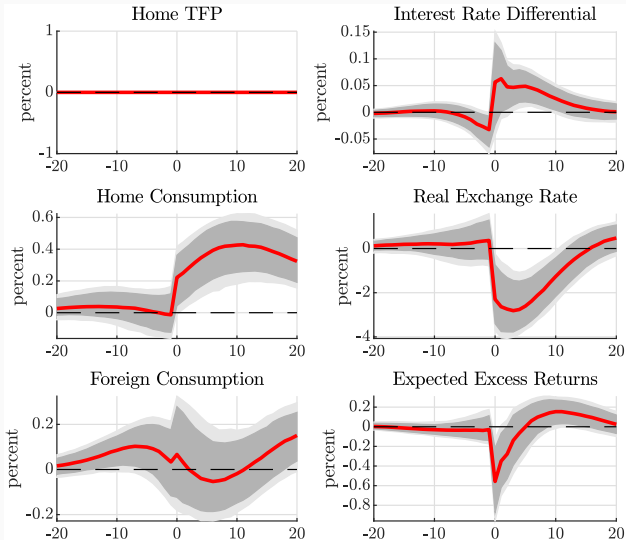 Home TFP
1
0
-1
percent
-20 -10 0 10 20
Interest Rate Differential
0.15
0.1
0.05
0
-0.05
percent
-20 -10 0 10 20
Home Consumption
0.6
0.4
0.2
0
percent
-20 -10 0 10 20
Real Exchange Rate
0
-2
-4
percent
-20 -10 0 10 20
Foreign Consumption
0.2
0
-0.2
percent
-20 -10 0 10 20
Expected Excess Returns
0.2
0
-0.2
-0.4
-0.6
-0.8
percent
-20 -10 0 10 20